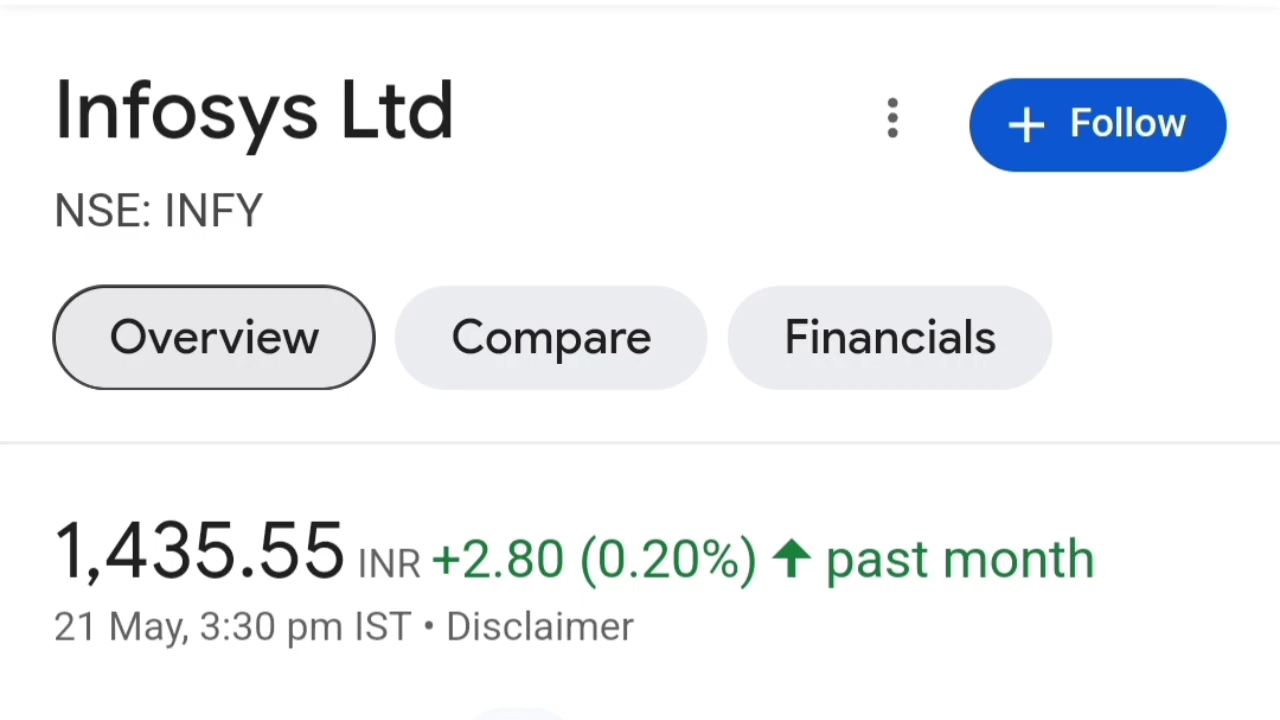 Infosys Ltd
+ Follow
NSE: INFY
Overview Compare Financials
1,435.55 INR +2.80 (0.20%) ↑ past month
21 May, 3:30 pm IST • Disclaimer